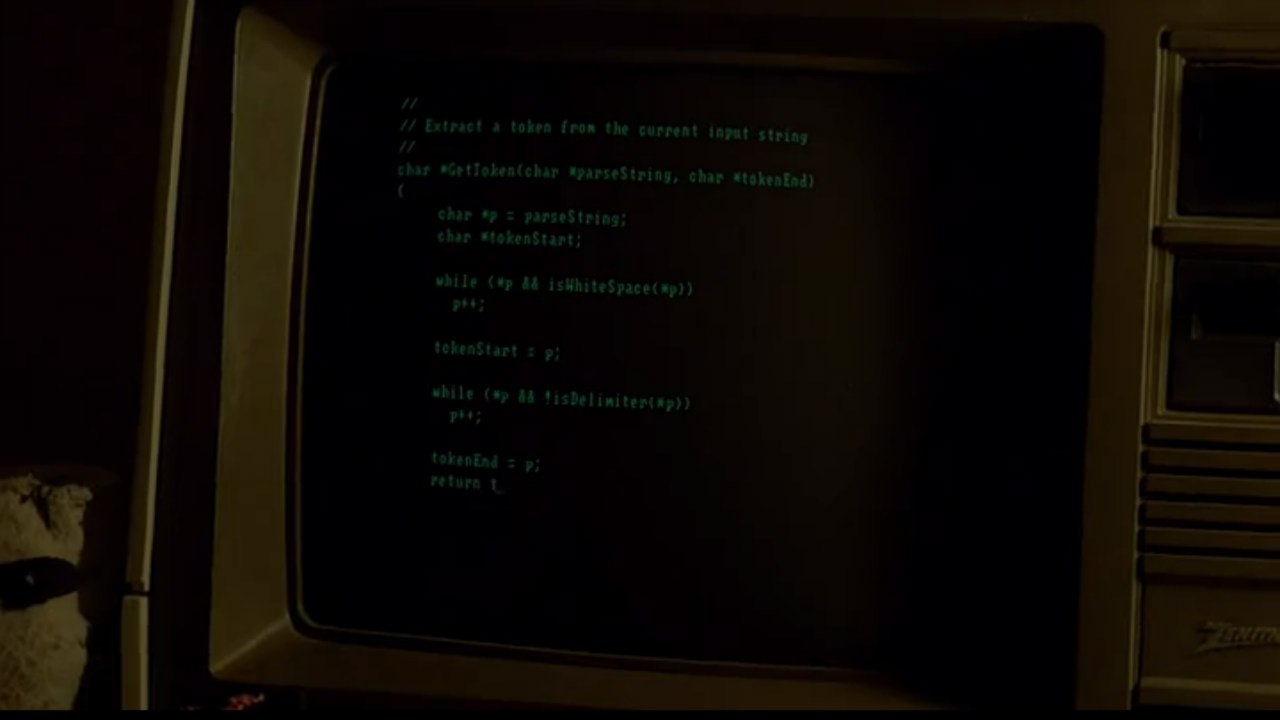 //
// Extract a token from the current input string
//
char *GetToken(char *parseString, char *tokenEnd)
{
char *p = parseString;
char *tokenStart;
while (*p && isWhiteSpace(*p))
p++;
tokenStart = p;
while (*p && !isDelimiter(*p))
p++;
tokenEnd = p;
return t_